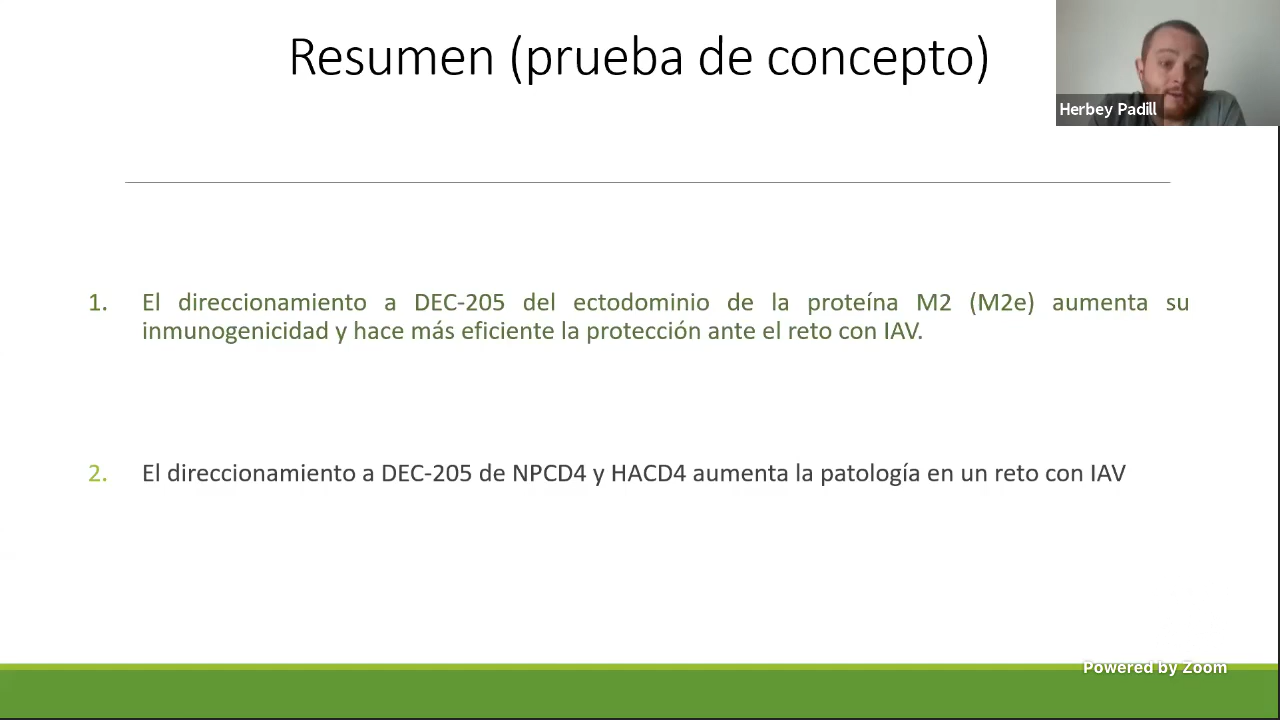 Resumen (prueba de concepto)
Herbey Padill
1. El direccionamiento a DEC-205 del ectodominio de la proteína M2 (M2e) aumenta su
inmunogenicidad y hace más eficiente la protección ante el reto con IAV.
2. El direccionamiento a DEC-205 de NPCD4 y HACD4 aumenta la patología en un reto con IAV
Powered by Zoom